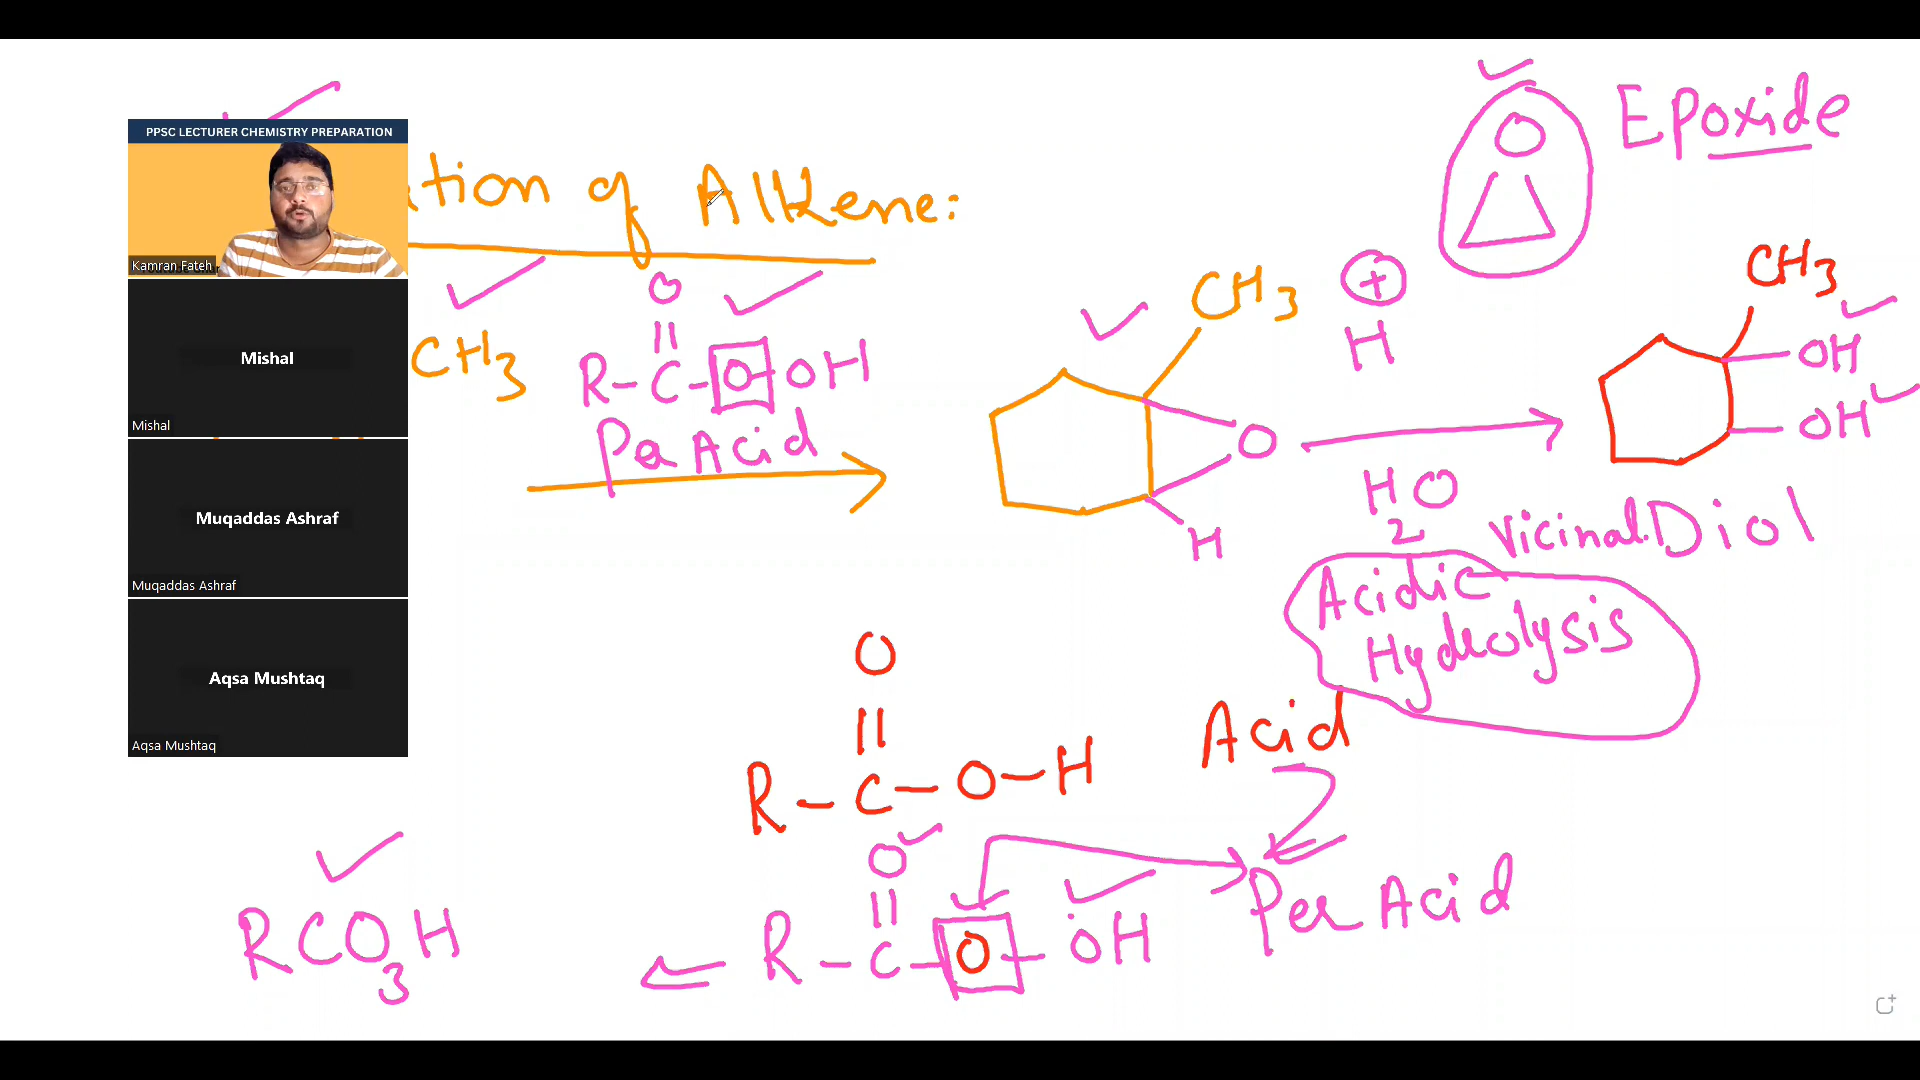 Epoxide
O
PPSC LECTURER CHEMISTRY PREPARATION
ation of Alkene:
Kamran Fateh
Mishal
Mishal
Muqaddas Ashraf
Muqaddas Ashraf
Aqsa Mushtaq
Aqsa Mushtaq
CH3
O
R-C-O-OH
Per Acid
CH3
O
H
+
H
H2O
Acidic
Hydrolysis
CH3
OH
OH
Vicinal Diol
O
R-C-O-H
Acid
O
R-C-O-OH
Per Acid
RCO3H